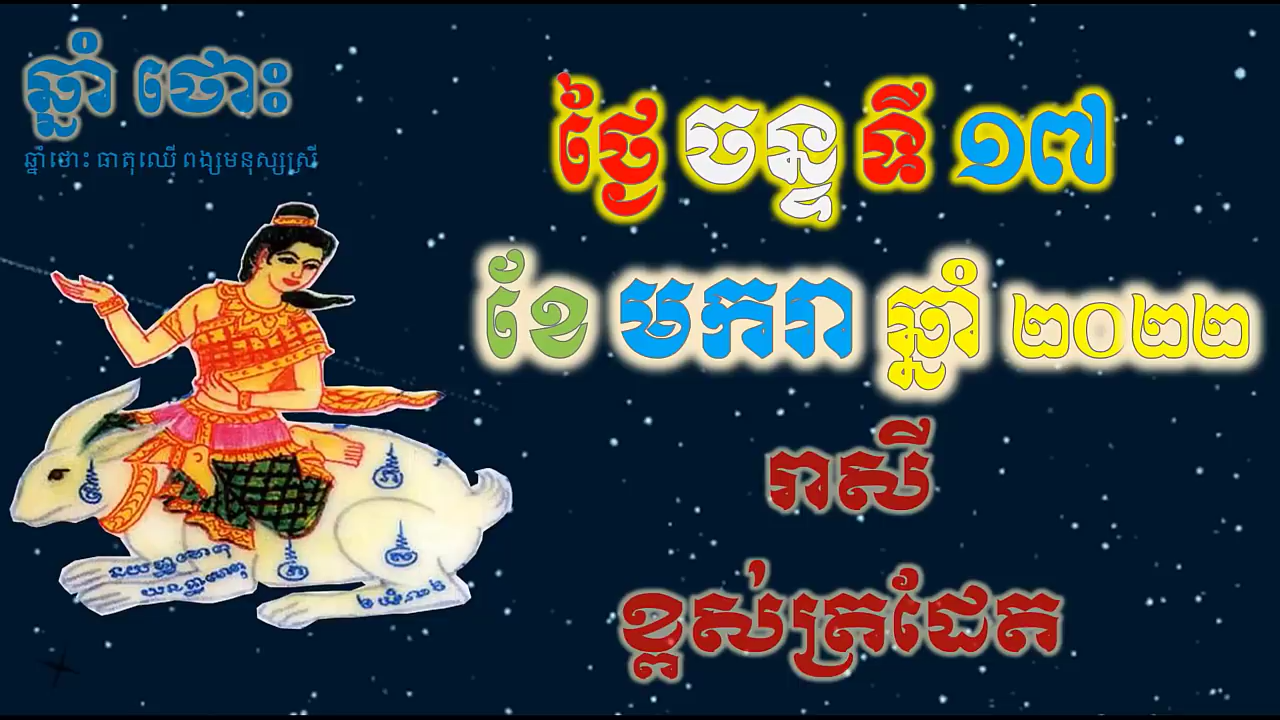 ឆ្នាំ ថោះ
ឆ្នាំថោះ ធាតុឈើ ពង្សមនុស្សស្រី
ថ្ងៃ ចន្ទ ទី ១៧
ខែ មករា ឆ្នាំ ២០២២
រាសី
ខ្ពស់ត្រដែត